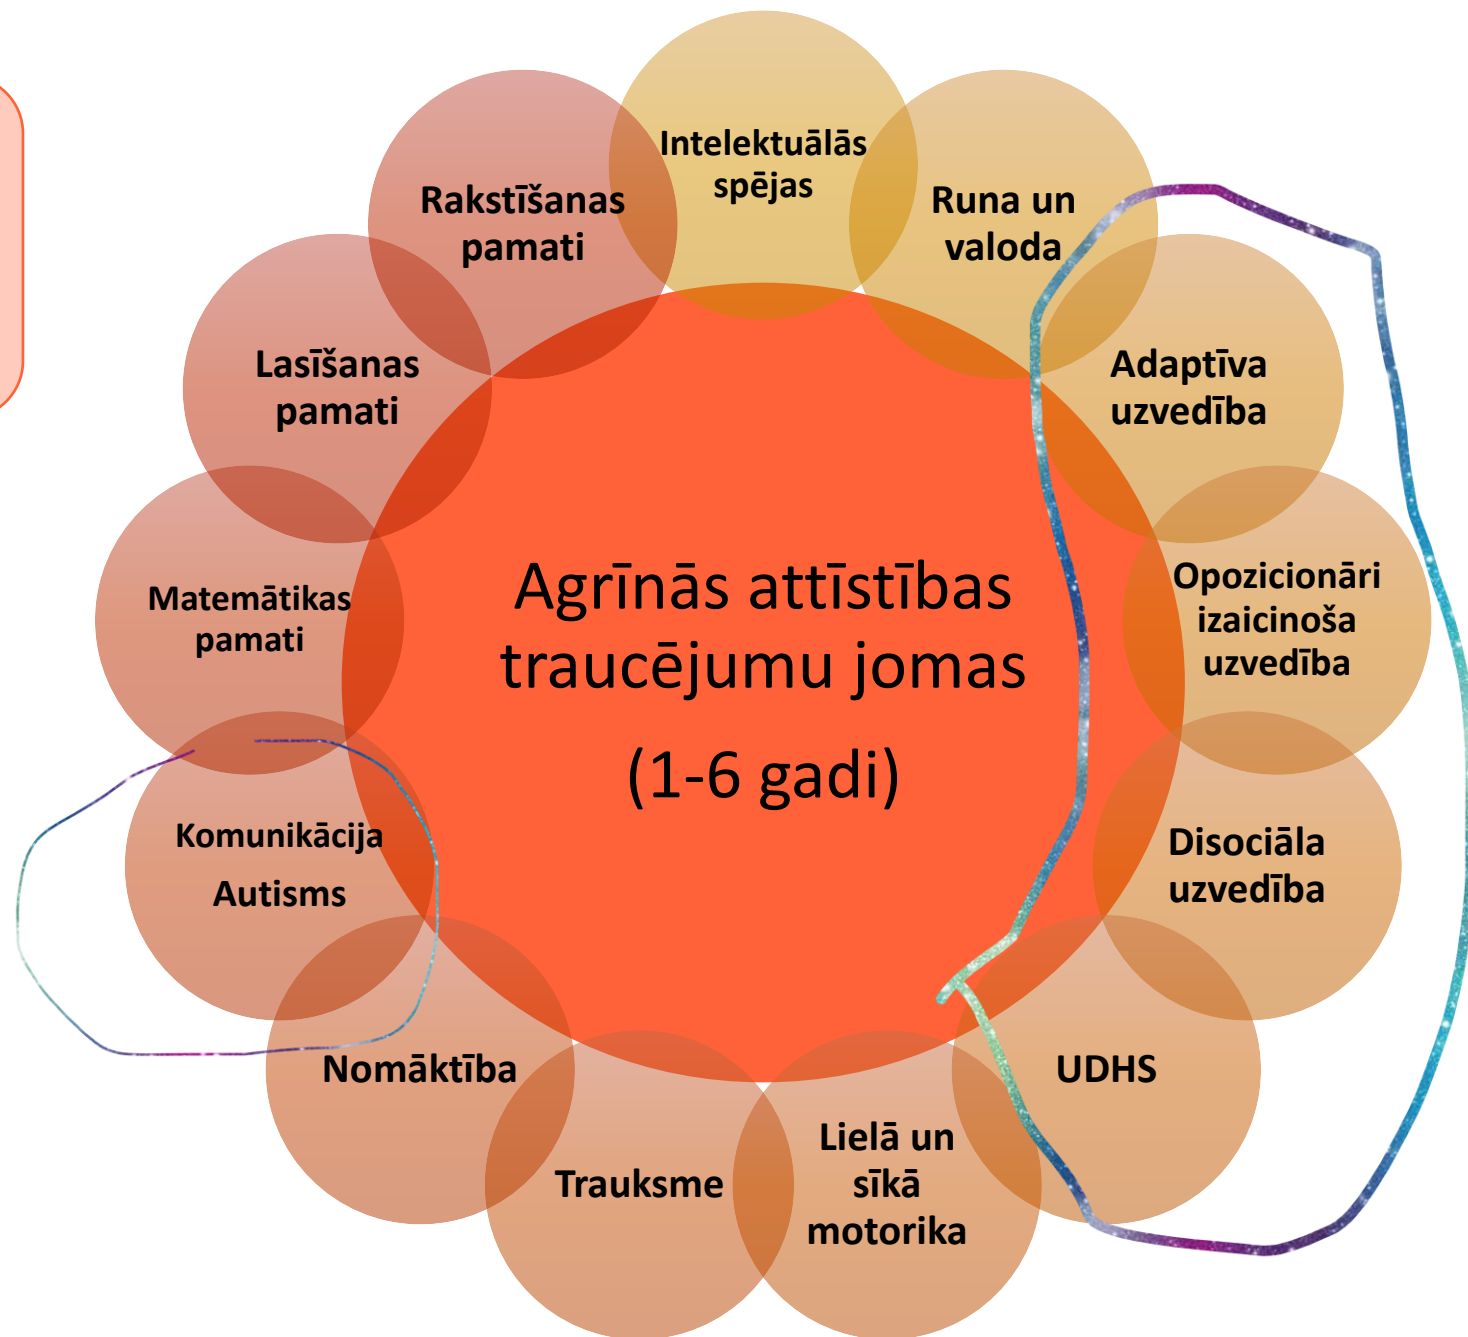 Agrīnās attīstības
traucējumu jomas
(1-6 gadi)
Intelektuālās
spējas
Runa un
valoda
Adaptīva
uzvedība
Opozicionāri
izaicinoša
uzvedība
Disociāla
uzvedība
UDHS
Lielā un
sīkā
motorika
Trauksme
Nomāktība
Komunikācija
Autisms
Matemātikas
pamati
Lasīšanas
pamati
Rakstīšanas
pamati